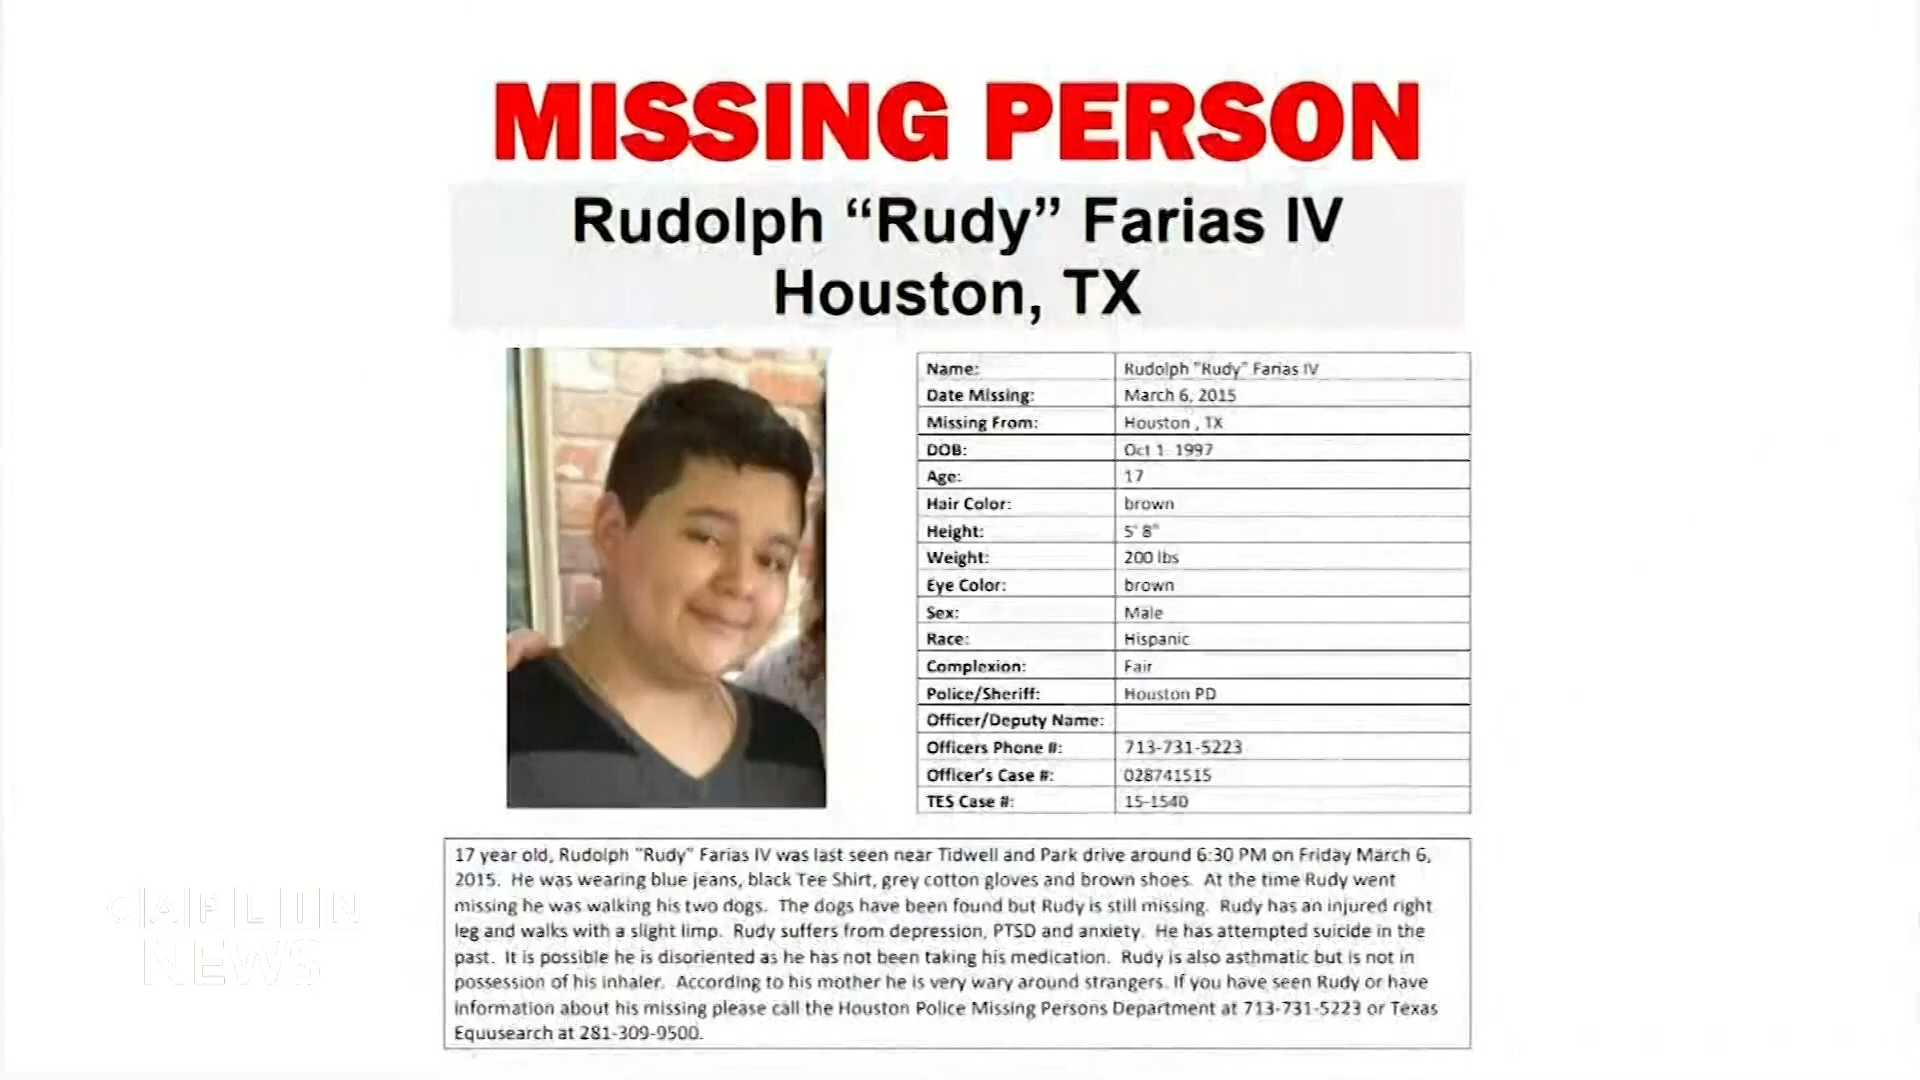 MISSING PERSON
Rudolph “Rudy” Farias IV
Houston, TX
Name: Rudolph "Rudy" Farias IV
Date Missing: March 6, 2015
Missing From: Houston , TX
DOB: Oct 1 1997
Age: 17
Hair Color: brown
Height: 5' 8"
Weight: 200 lbs
Eye Color: brown
Sex: Male
Race: Hispanic
Complexion: Fair
Police/Sheriff: Houston PD
Officer/Deputy Name:
Officers Phone #: 713-731-5223
Officer's Case #: 028741515
TES Case #: 15-1540
17 year old, Rudolph "Rudy" Farias IV was last seen near Tidwell and Park drive around 6:30 PM on Friday March 6,
2015. He was wearing blue jeans, black Tee Shirt, grey cotton gloves and brown shoes. At the time Rudy went
missing he was walking his two dogs. The dogs have been found but Rudy is still missing. Rudy has an injured right
leg and walks with a slight limp. Rudy suffers from depression, PTSD and anxiety. He has attempted suicide in the
past. It is possible he is disoriented as he has not been taking his medication. Rudy is also asthmatic but is not in
possession of his inhaler. According to his mother he is very wary around strangers. If you have seen Rudy or have
information about his missing please call the Houston Police Missing Persons Department at 713-731-5223 or Texas
Equusearch at 281-309-9500.
NEWS